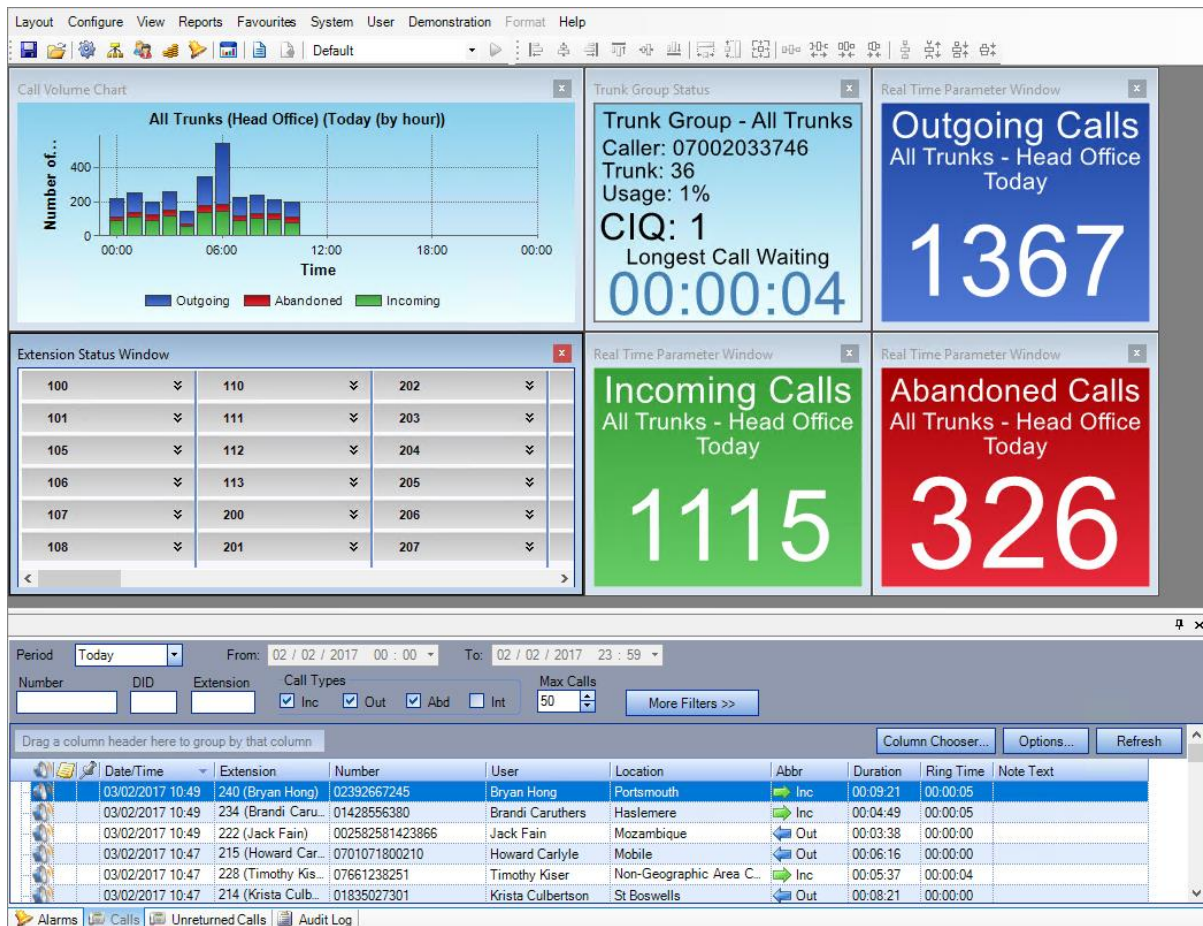 Layout Configure View Reports Favourites System User Demonstration Format Help
Default
Call Volume Chart
All Trunks (Head Office) (Today (by hour))
Number of...
400
200
0
00:00 06:00 12:00 18:00 00:00
Time
Outgoing Abandoned Incoming
Trunk Group Status
Trunk Group - All Trunks
Caller: 07002033746
Trunk: 36
Usage: 1%
CIQ: 1
Longest Call Waiting
00:00:04
Real Time Parameter Window
Outgoing Calls
All Trunks - Head Office
Today
1367
Extension Status Window
100 110 202
101 111 203
105 112 204
106 113 205
107 200 206
108 201 207
Real Time Parameter Window
Incoming Calls
All Trunks - Head Office
Today
1115
Real Time Parameter Window
Abandoned Calls
All Trunks - Head Office
Today
326
Period Today From: 02 / 02 / 2017 00 : 00 To: 02 / 02 / 2017 23 : 59
Number DID Extension Call Types Max Calls
Inc Out Abd Int 50 More Filters >>
Drag a column header here to group by that column Column Chooser... Options... Refresh
Date/Time Extension Number User Location Abbr Duration Ring Time Note Text
03/02/2017 10:49 240 (Bryan Hong) 02392667245 Bryan Hong Portsmouth Inc 00:09:21 00:00:05
03/02/2017 10:49 234 (Brandi Caru... 01428556380 Brandi Caruthers Haslemere Inc 00:04:49 00:00:05
03/02/2017 10:49 222 (Jack Fain) 002582581423866 Jack Fain Mozambique Out 00:03:38 00:00:00
03/02/2017 10:47 215 (Howard Car... 0701071800210 Howard Carlyle Mobile Out 00:06:16 00:00:00
03/02/2017 10:47 228 (Timothy Kis... 07661238251 Timothy Kiser Non-Geographic Area C... Inc 00:05:37 00:00:04
03/02/2017 10:47 214 (Krista Culb... 01835027301 Krista Culbertson St Boswells Out 00:08:21 00:00:00
Alarms Calls Unreturned Calls Audit Log